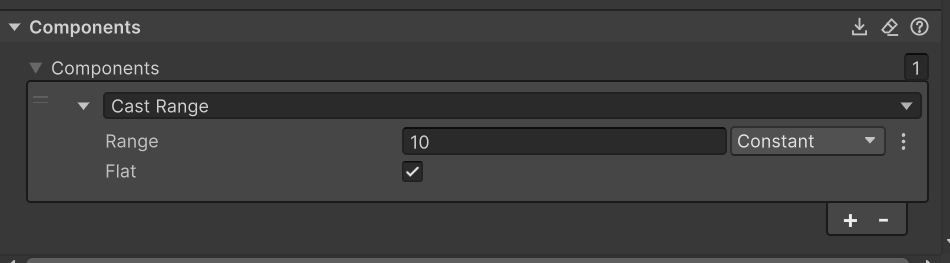 Components
Components 1
Cast Range
Range 10 Constant
Flat